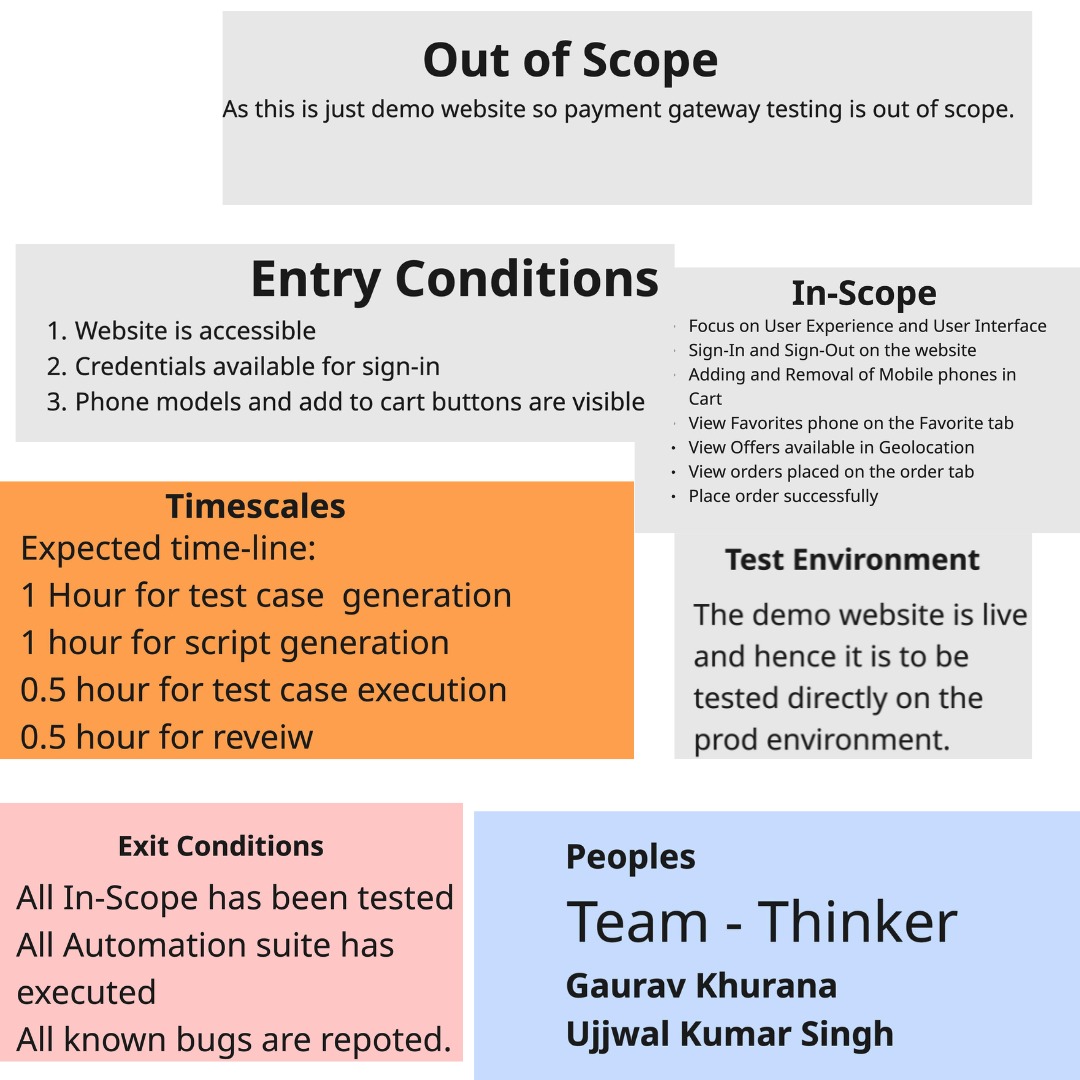 Out of Scope
As this is just demo website so payment gateway testing is out of scope.
Entry Conditions
1. Website is accessible
2. Credentials available for sign-in
3. Phone models and add to cart buttons are visible
In-Scope
· Focus on User Experience and User Interface
· Sign-In and Sign-Out on the website
· Adding and Removal of Mobile phones in
Cart
· View Favorites phone on the Favorite tab
• View Offers available in Geolocation
• View orders placed on the order tab
• Place order successfully
Timescales
Expected time-line:
1 Hour for test case  generation
1 hour for script generation
0.5 hour for test case execution
0.5 hour for reveiw
Test Environment
The demo website is live
and hence it is to be
tested directly on the
prod environment.
Exit Conditions
All In-Scope has been tested
All Automation suite has
executed
All known bugs are repoted.
Peoples
Team - Thinker
Gaurav Khurana
Ujjwal Kumar Singh